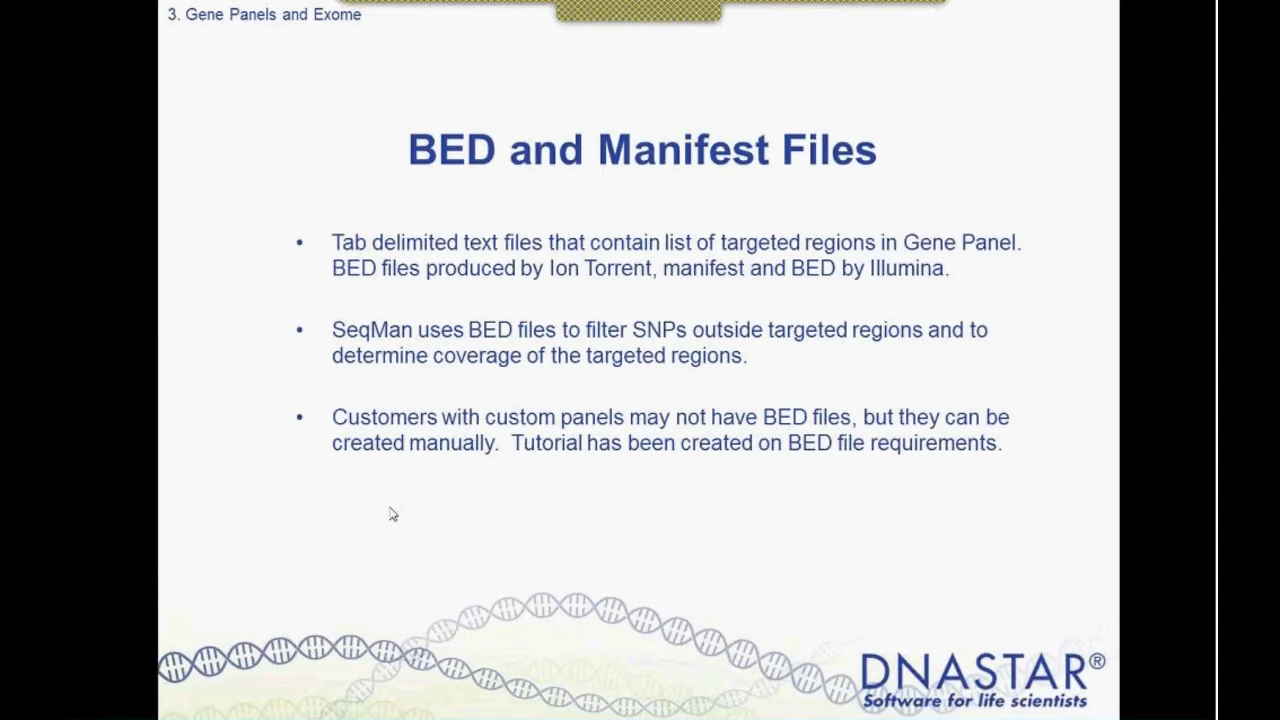 3. Gene Panels and Exome
BED and Manifest Files
• Tab delimited text files that contain list of targeted regions in Gene Panel.
BED files produced by Ion Torrent, manifest and BED by Illumina.
• SeqMan uses BED files to filter SNPs outside targeted regions and to
determine coverage of the targeted regions.
• Customers with custom panels may not have BED files, but they can be
created manually.  Tutorial has been created on BED file requirements.
DNASTAR®
Software for life scientists